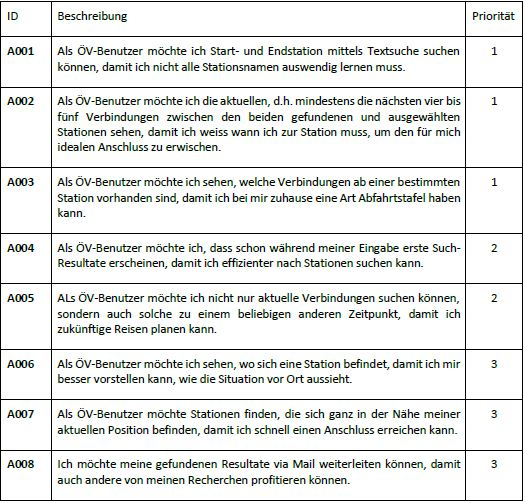 ID Beschreibung Priorität
A001 Als ÖV-Benutzer möchte ich Start- und Endstation mittels Textsuche suchen 1
können, damit ich nicht alle Stationsnamen auswendig lernen muss.
A002 Als ÖV-Benutzer möchte ich die aktuellen, d.h. mindestens die nächsten vier bis 1
fünf Verbindungen zwischen den beiden gefundenen und ausgewählten
Stationen sehen, damit ich weiss wann ich zur Station muss, um den für mich
idealen Anschluss zu erwischen.
A003 Als ÖV-Benutzer möchte ich sehen, welche Verbindungen ab einer bestimmten 1
Station vorhanden sind, damit ich bei mir zuhause eine Art Abfahrtstafel haben
kann.
A004 Als ÖV-Benutzer möchte ich, dass schon während meiner Eingabe erste Such- 2
Resultate erscheinen, damit ich effizienter nach Stationen suchen kann.
A005 ALs ÖV-Benutzer möchte ich nicht nur aktuelle Verbindungen suchen können, 2
sondern auch solche zu einem beliebigen anderen Zeitpunkt, damit ich
zukünftige Reisen planen kann.
A006 Als ÖV-Benutzer möchte ich sehen, wo sich eine Station befindet, damit ich mir 3
besser vorstellen kann, wie die Situation vor Ort aussieht.
A007 Als ÖV-Benutzer möchte Stationen finden, die sich ganz in der Nähe meiner 3
aktuellen Position befinden, damit ich schnell einen Anschluss erreichen kann.
A008 Ich möchte meine gefundenen Resultate via Mail weiterleiten können, damit 3
auch andere von meinen Recherchen profitieren können.